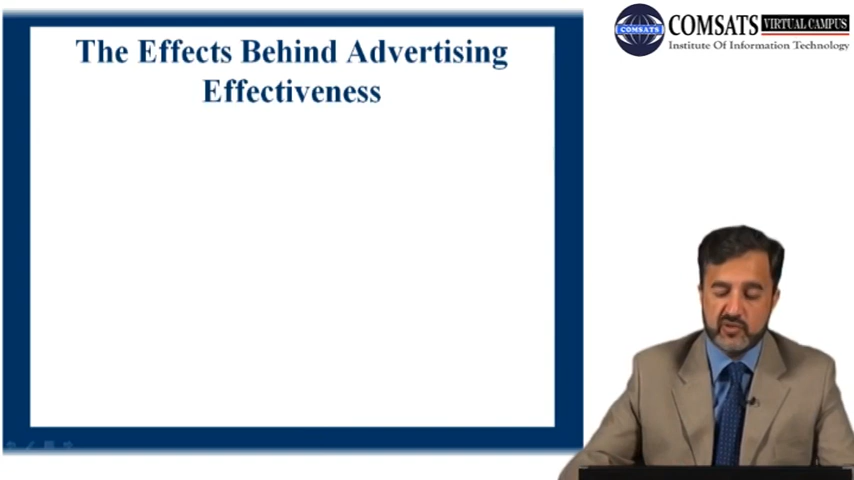 The Effects Behind Advertising
Effectiveness
COMSATS
COMSATS VIRTUAL CAMPUS
Institute Of Information Technology